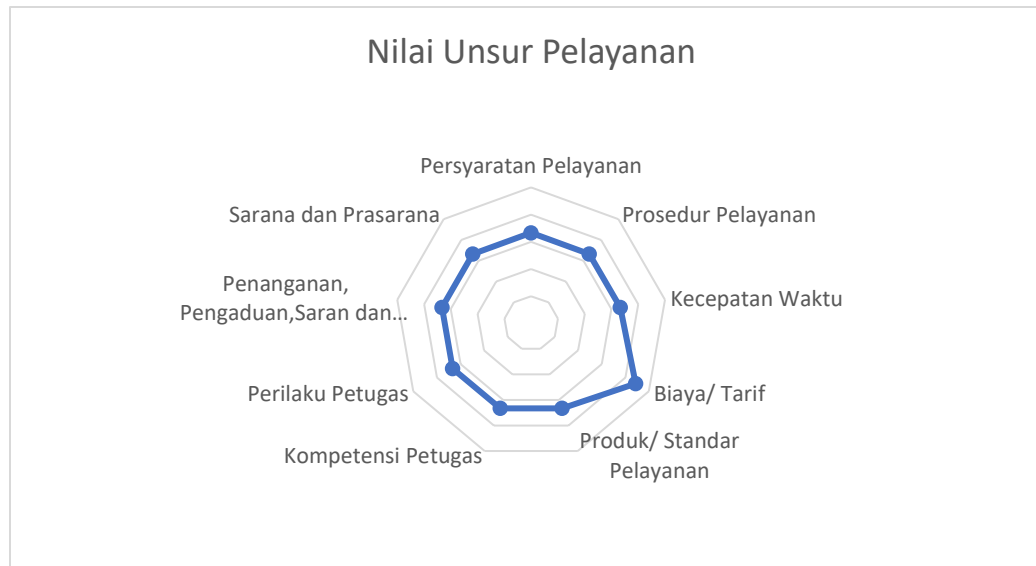 Nilai Unsur Pelayanan
Persyaratan Pelayanan
Prosedur Pelayanan
Kecepatan Waktu
Biaya/ Tarif
Produk/ Standar
Pelayanan
Kompetensi Petugas
Perilaku Petugas
Penanganan,
Pengaduan,Saran dan...
Sarana dan Prasarana